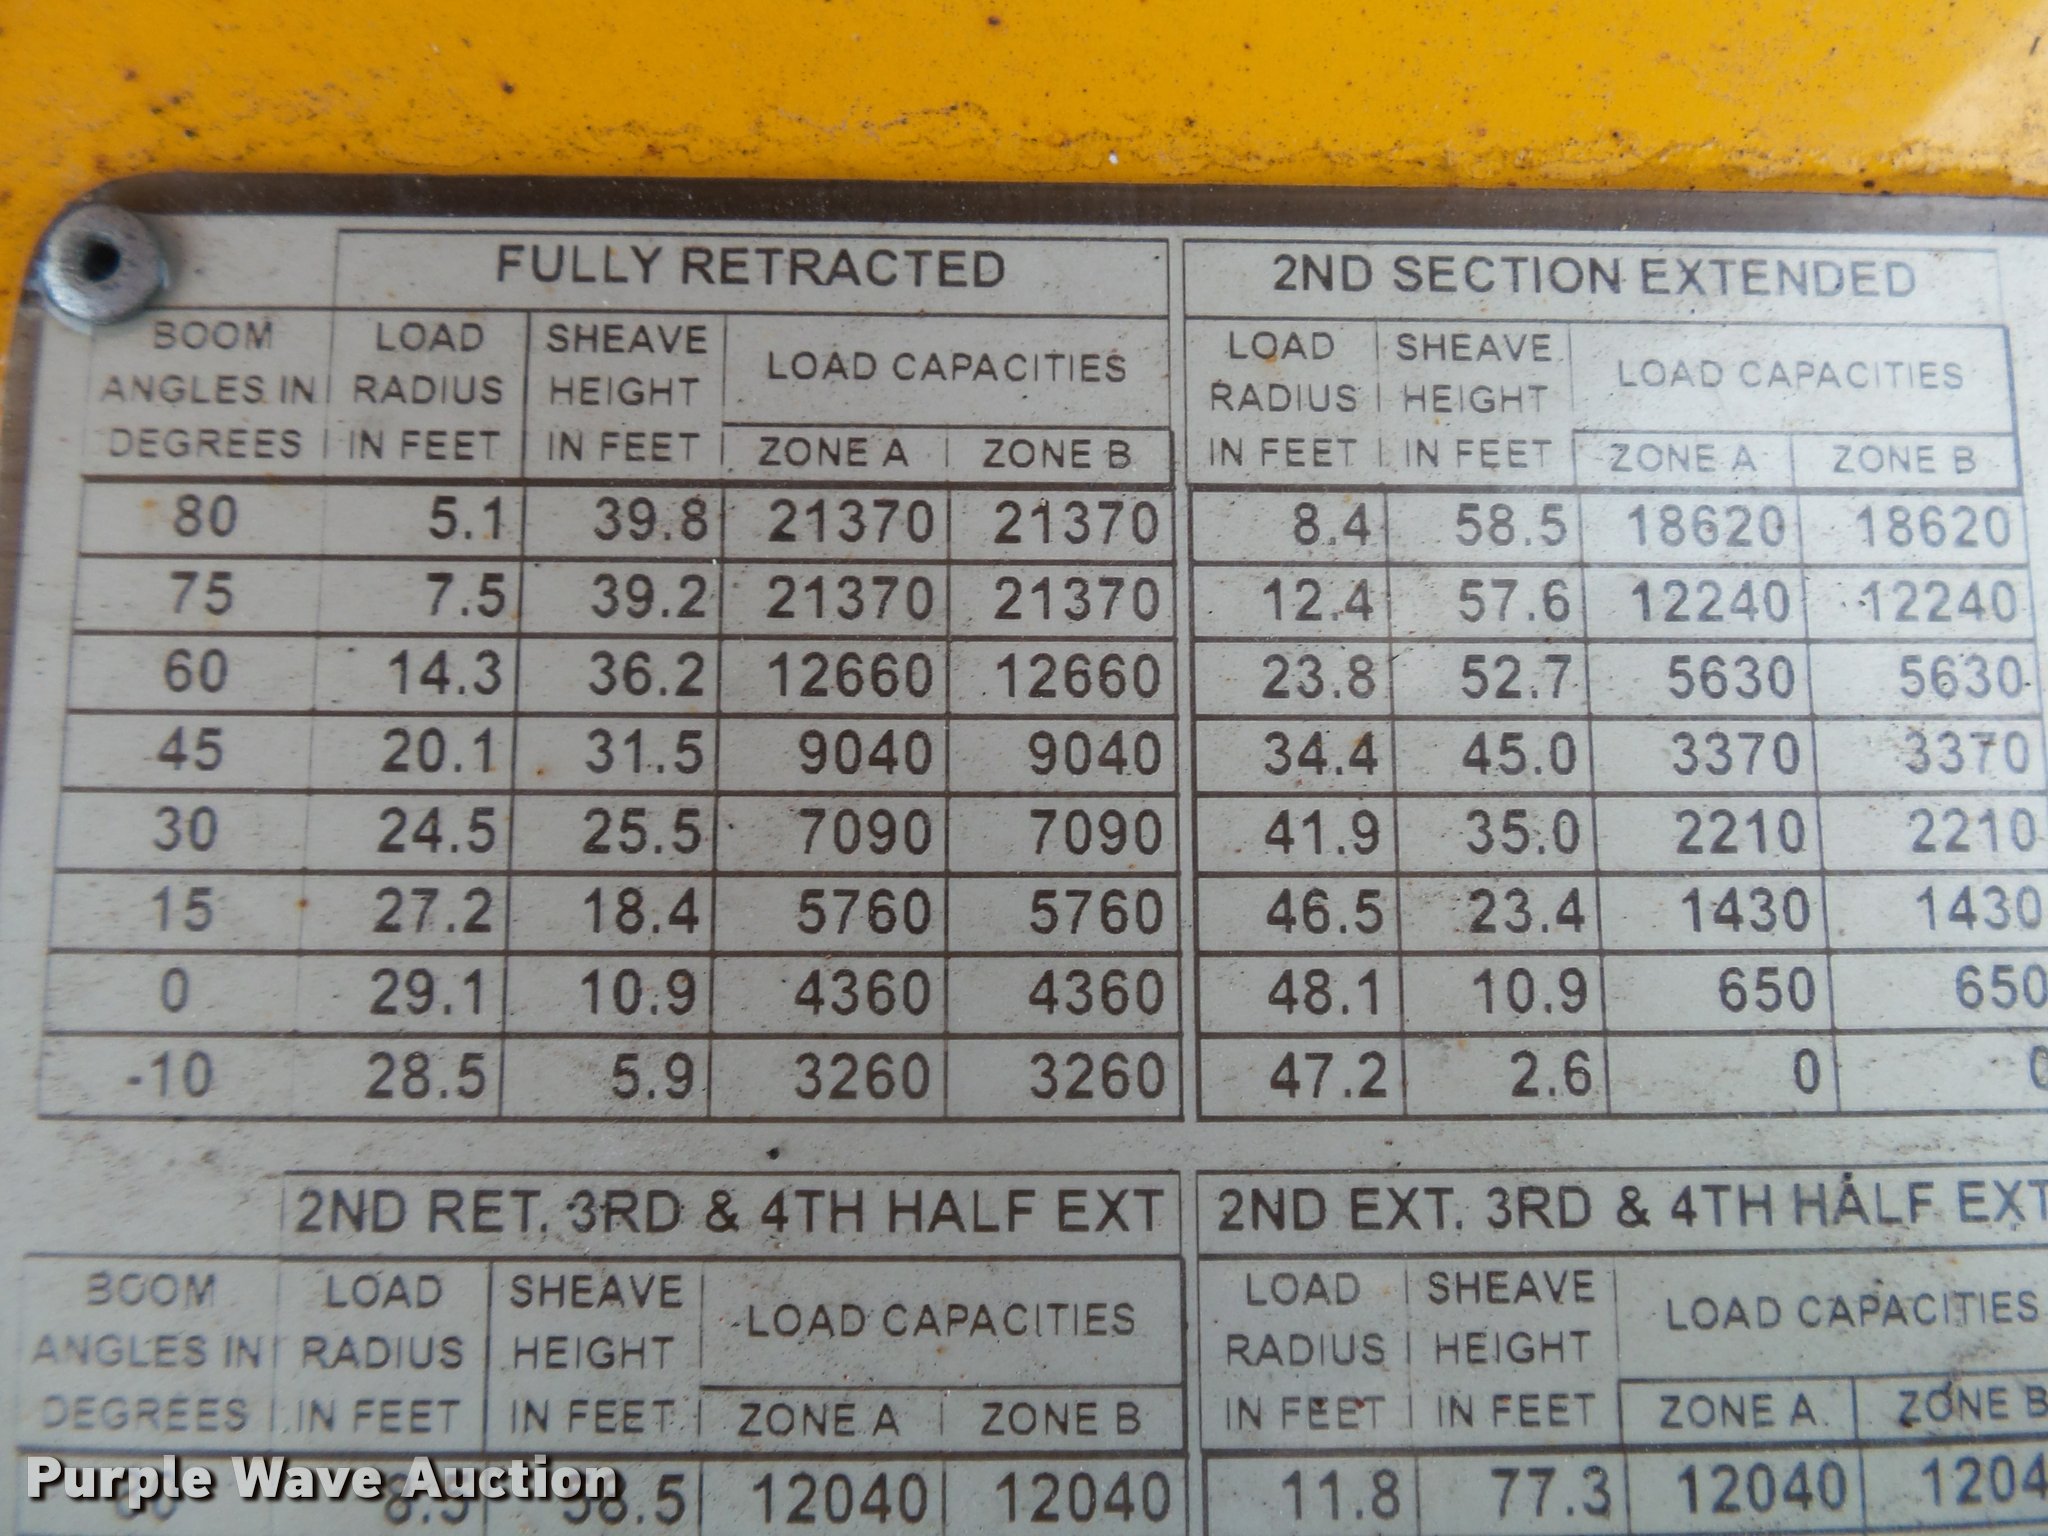 FULLY RETRACTED
BOOM ANGLES IN DEGREES | LOAD RADIUS IN FEET | SHEAVE HEIGHT IN FEET | LOAD CAPACITIES ZONE A | ZONE B
80 5.1 39.8 21370 21370
75 7.5 39.2 21370 21370
60 14.3 36.2 12660 12660
45 20.1 31.5 9040 9040
30 24.5 25.5 7090 7090
15 27.2 18.4 5760 5760
0 29.1 10.9 4360 4360
-10 28.5 5.9 3260 3260
2ND SECTION EXTENDED
LOAD RADIUS IN FEET | SHEAVE HEIGHT IN FEET | LOAD CAPACITIES ZONE A | ZONE B
8.4 58.5 18620 18620
12.4 57.6 12240 12240
23.8 52.7 5630 5630
34.4 45.0 3370 3370
41.9 35.0 2210 2210
46.5 23.4 1430 1430
48.1 10.9 650 650
47.2 2.6 0 0
2ND RET. 3RD & 4TH HALF EXT
BOOM ANGLES IN DEGREES | LOAD RADIUS IN FEET | SHEAVE HEIGHT IN FEET | LOAD CAPACITIES ZONE A | ZONE B
12040 12040
2ND EXT. 3RD & 4TH HALF EXT
LOAD RADIUS IN FEET | SHEAVE HEIGHT IN FEET | LOAD CAPACITIES ZONE A | ZONE B
11.8 77.3 12040 1204
Purple Wave Auction